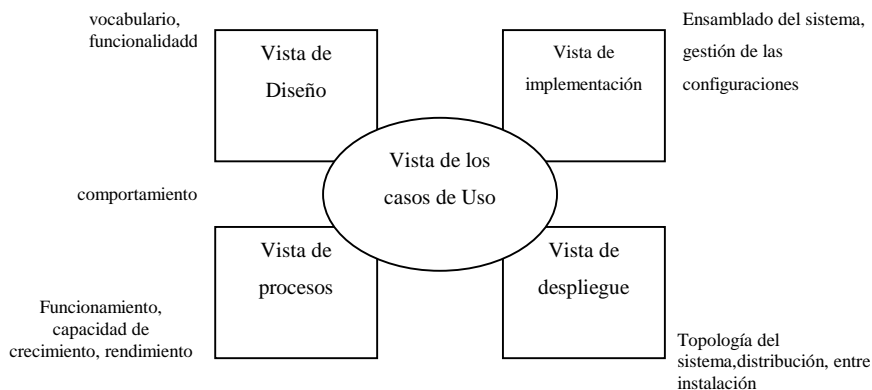 vocabulario,
funcionalidadd
Vista de
Diseño
Vista de
implementación
Ensamblado del sistema,
gestión de las
configuraciones
Vista de los
casos de Uso
comportamiento
Vista de
procesos
Vista de
despliegue
Funcionamiento,
capacidad de
crecimiento, rendimiento
Topología del
sistema,distribución, entre
instalación